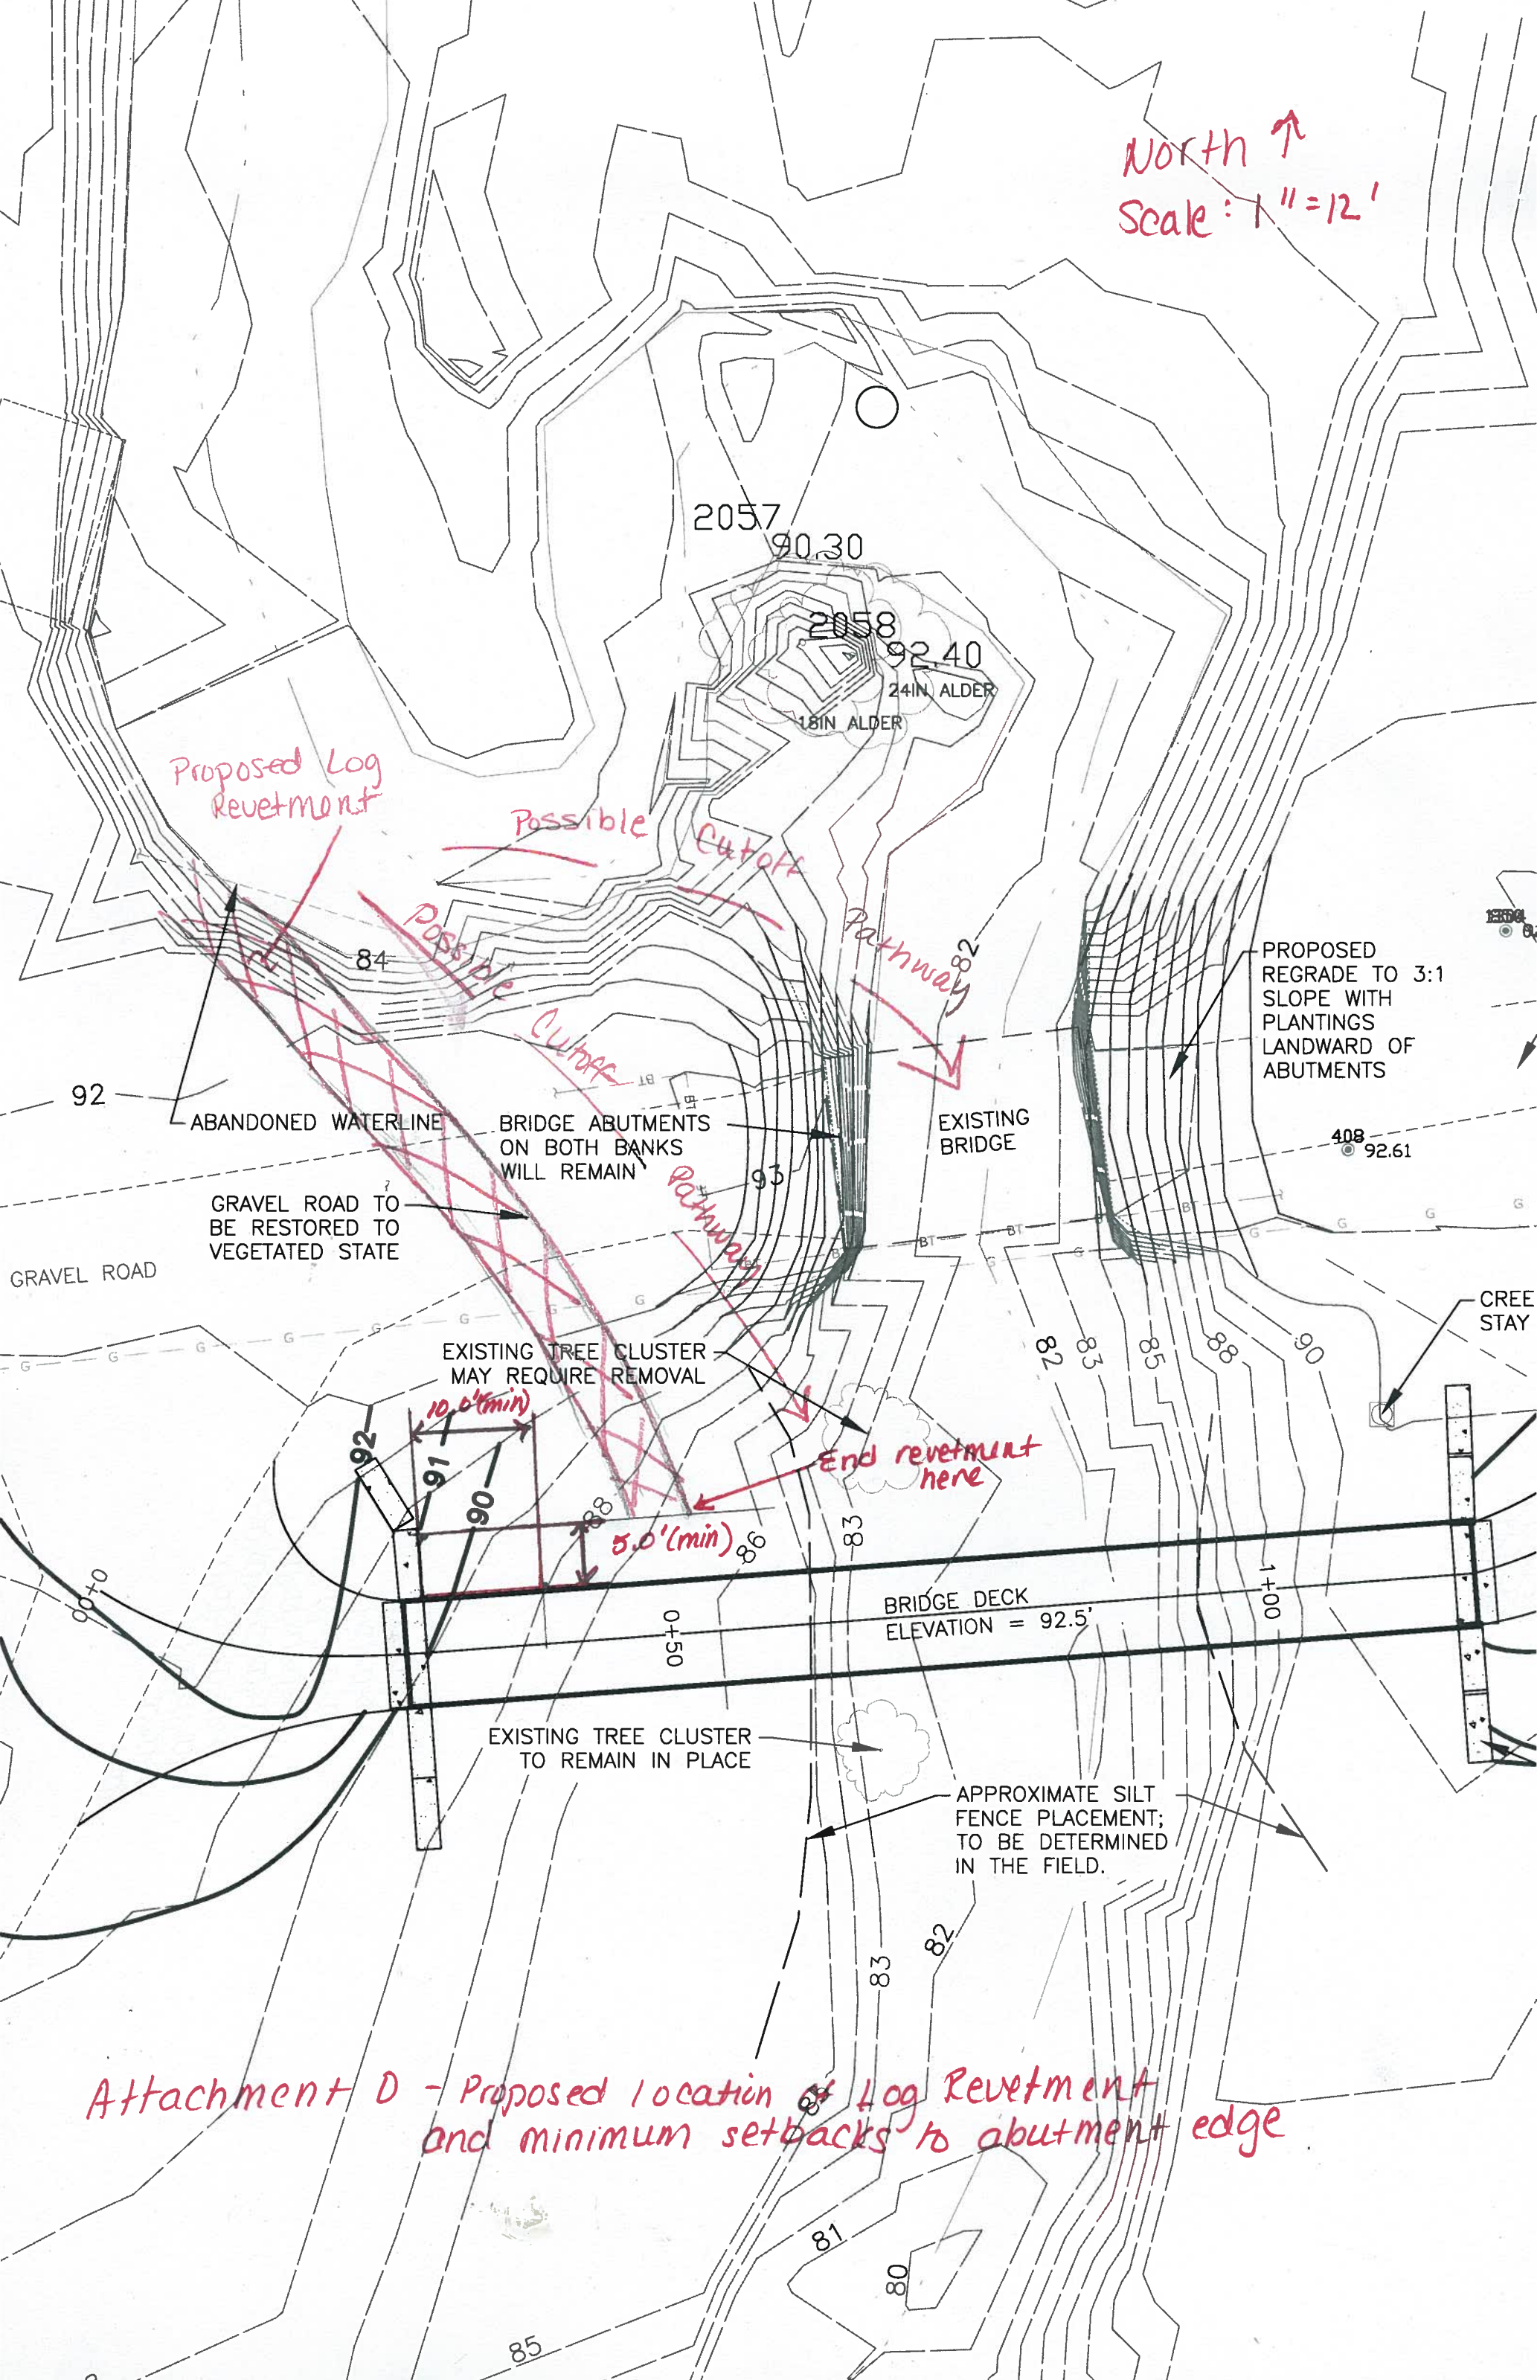 North ↑
Scale: 1"=12'
2057
90.30
2058
92.40
24IN ALDER
18IN ALDER
Proposed Log
Revetment
Possible
Cutoff
Pathway
82
84
Possible
Cutoff
Pathway
PROPOSED
REGRADE TO 3:1
SLOPE WITH
PLANTINGS
LANDWARD OF
ABUTMENTS
92
ABANDONED WATERLINE
BRIDGE ABUTMENTS
ON BOTH BANKS
WILL REMAIN
BT
BT
EXISTING
BRIDGE
408
92.61
93
GRAVEL ROAD TO
BE RESTORED TO
VEGETATED STATE
GRAVEL ROAD
BT
BT
BT
BT
G
G
G
G
G
G
G
G
G
G
G
G
CREE
STAY
EXISTING TREE CLUSTER
MAY REQUIRE REMOVAL
82
83
85
88
90
10.0'(min)
92
91
90
End revetment
here
88
5.0'(min)
86
83
0+00
0+50
1+00
BRIDGE DECK
ELEVATION = 92.5'
EXISTING TREE CLUSTER
TO REMAIN IN PLACE
APPROXIMATE SILT
FENCE PLACEMENT;
TO BE DETERMINED
IN THE FIELD.
82
83
Attachment D - Proposed location of Log Revetment
and minimum setbacks to abutment edge
81
80
85